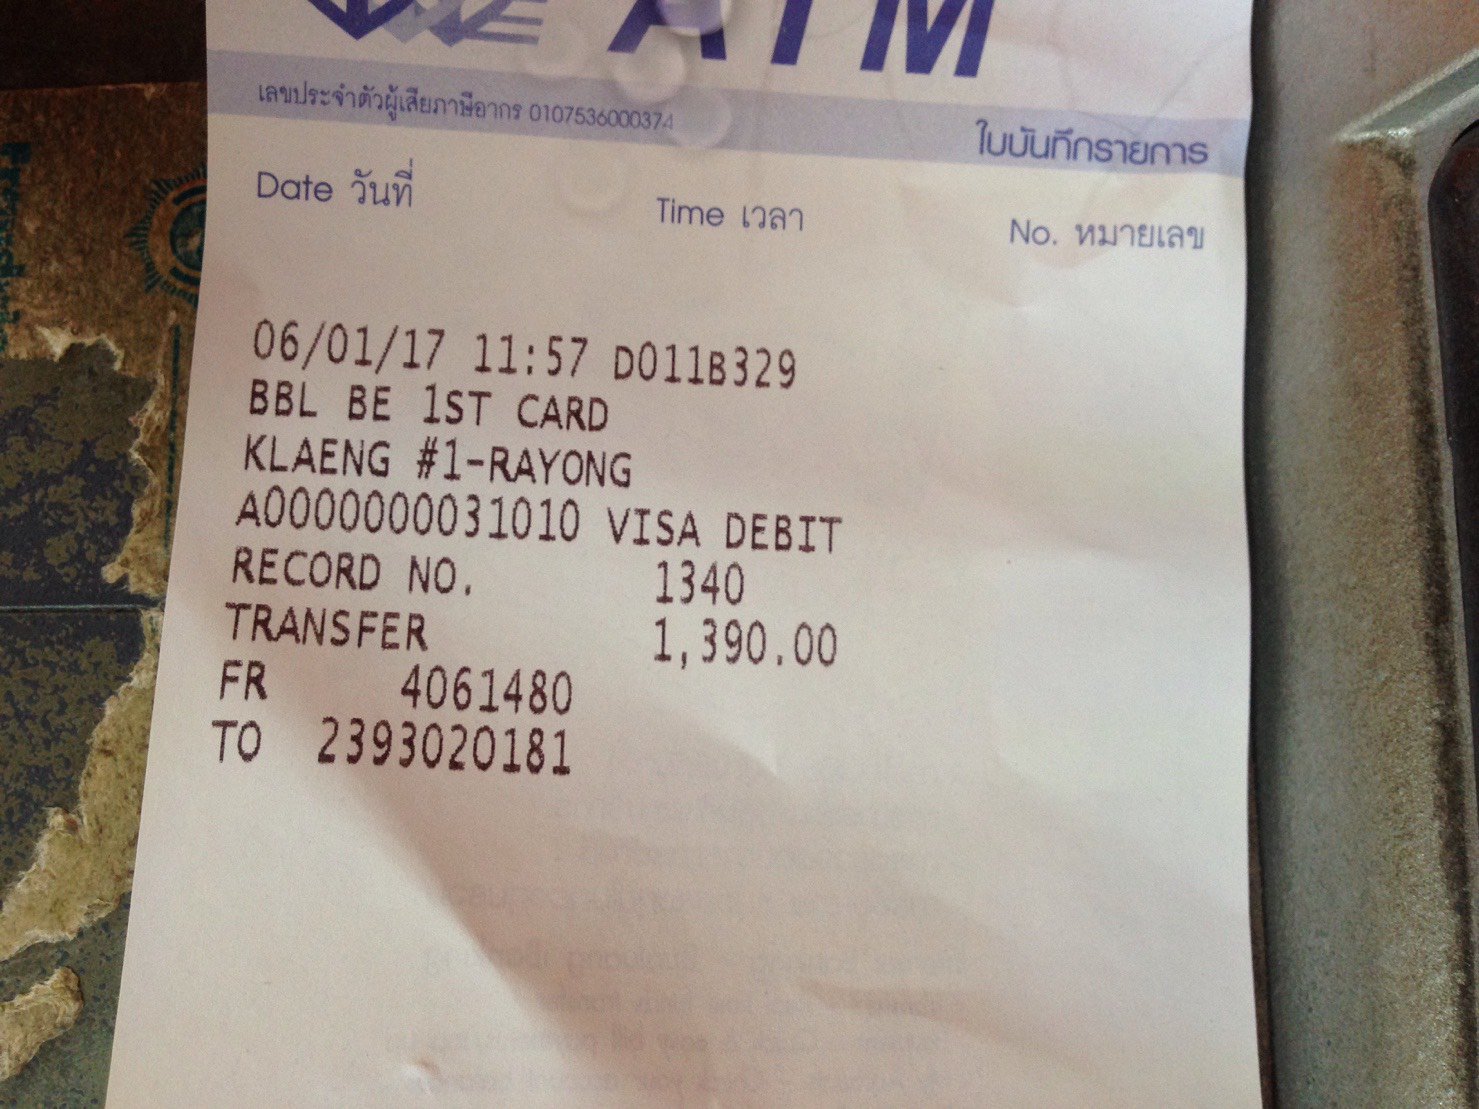 ATM
เลขประจำตัวผู้เสียภาษีอากร 0107536000374
ใบบันทึกรายการ
Date วันที่ Time เวลา No. หมายเลข
06/01/17 11:57 D011B329
BBL BE 1ST CARD
KLAENG #1-RAYONG
A0000000031010 VISA DEBIT
RECORD NO. 1340
TRANSFER 1,390.00
FR 4061480
TO 2393020181